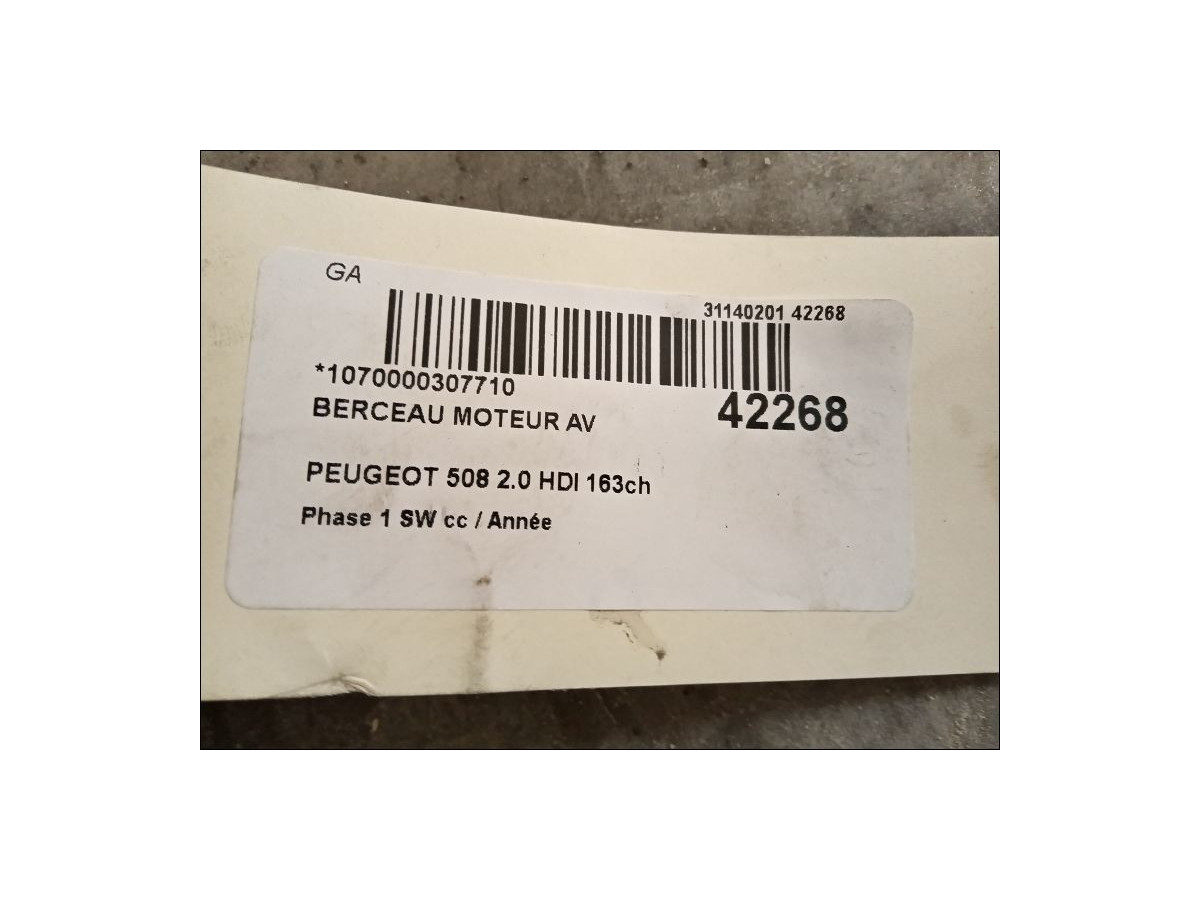 GA
31140201 42268
*1070000307710
42268
BERCEAU MOTEUR AV
PEUGEOT 508 2.0 HDI 163ch
Phase 1 SW cc / Année